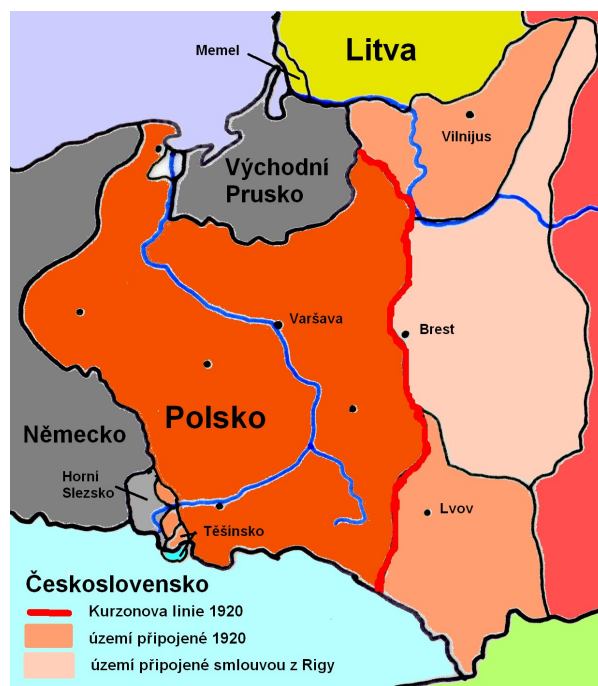 Memel
Litva
Vilnijus
Východní
Prusko
Varšava
Brest
Polsko
Německo
Horní
Slezsko
Lvov
Těšínsko
Československo
Kurzonova linie 1920
území připojené 1920
území připojené smlouvou z Rigy